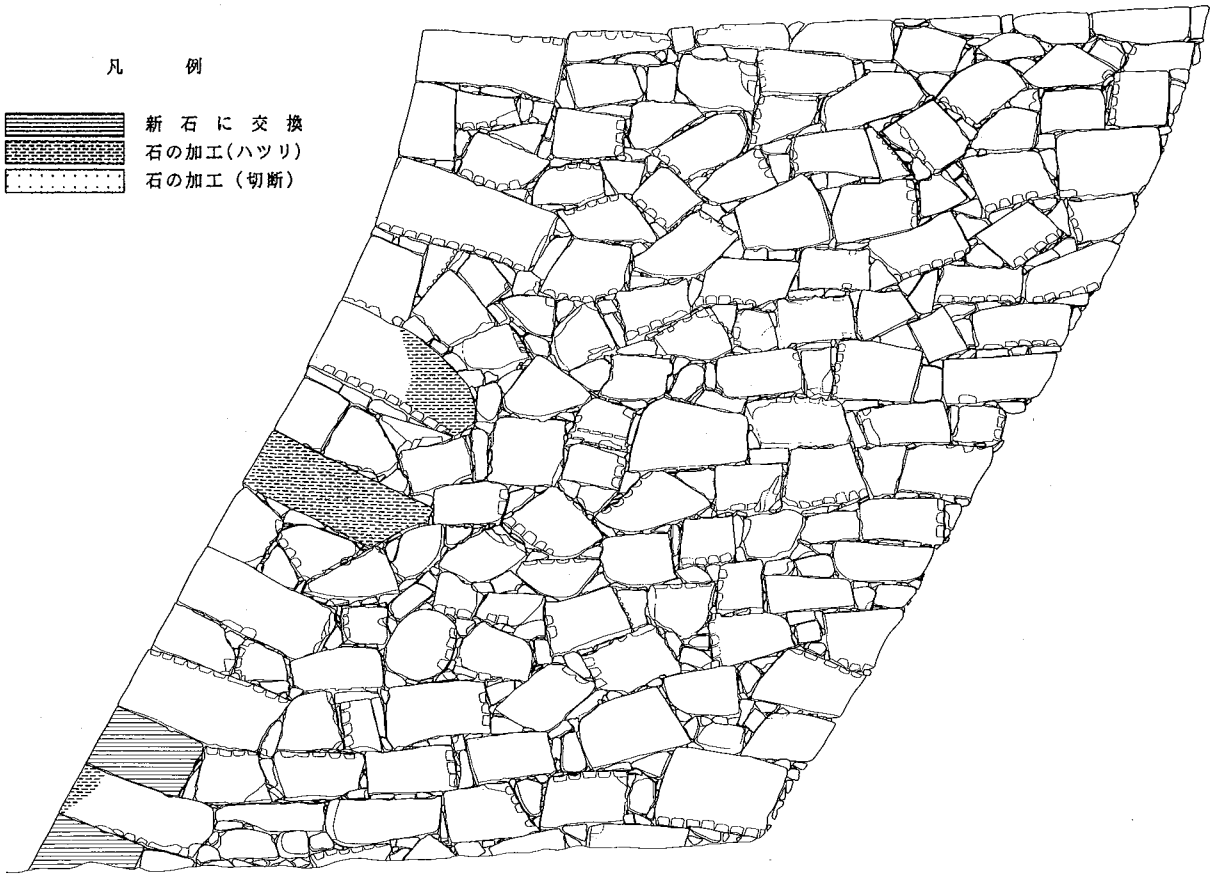 凡 例
新 石 に 交 換
石の加工(ハツリ)
石の加工 (切断)